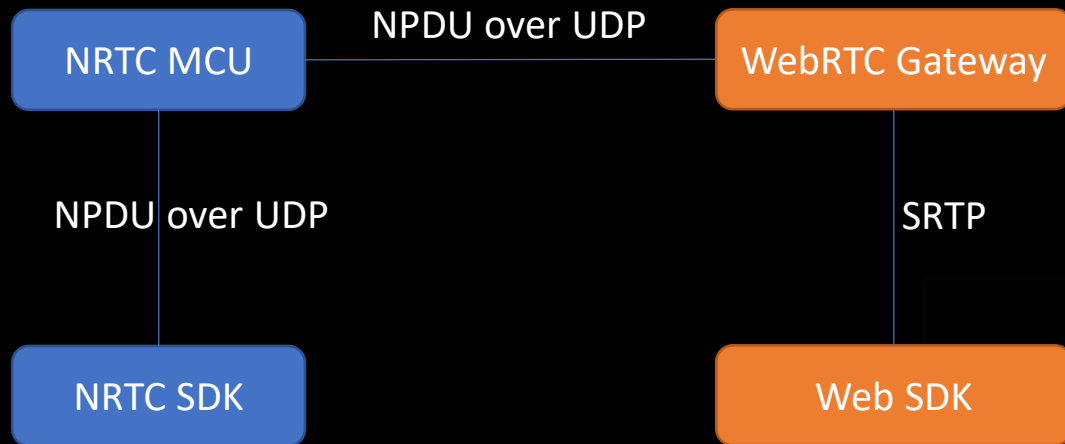 NPDU over UDP
NRTC MCU
WebRTC Gateway
NPDU over UDP
SRTP
NRTC SDK
Web SDK